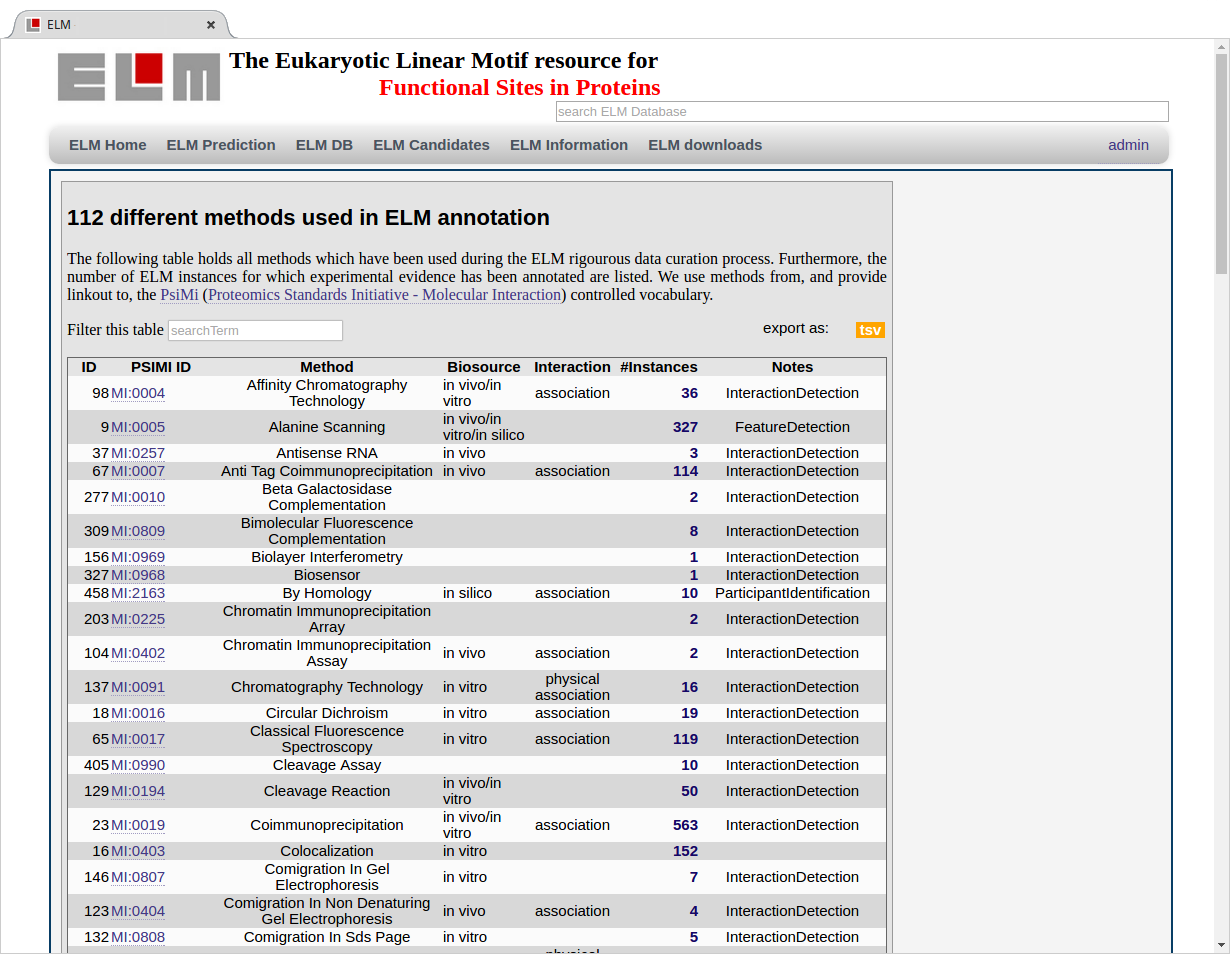 ELM
ELM
The Eukaryotic Linear Motif resource for
Functional Sites in Proteins
search ELM Database
ELM Home ELM Prediction ELM DB ELM Candidates ELM Information ELM downloads admin
112 different methods used in ELM annotation
The following table holds all methods which have been used during the ELM rigourous data curation process. Furthermore, the
number of ELM instances for which experimental evidence has been annotated are listed. We use methods from, and provide
linkout to, the PsiMi (Proteomics Standards Initiative - Molecular Interaction) controlled vocabulary.
Filter this table searchTerm export as: tsv
ID PSIMI ID Method Biosource Interaction #Instances Notes
98 MI:0004 Affinity Chromatography Technology in vivo/in vitro association 36 InteractionDetection
9 MI:0005 Alanine Scanning in vivo/in vitro/in silico 327 FeatureDetection
37 MI:0257 Antisense RNA in vivo 3 InteractionDetection
67 MI:0007 Anti Tag Coimmunoprecipitation in vivo association 114 InteractionDetection
277 MI:0010 Beta Galactosidase Complementation 2 InteractionDetection
309 MI:0809 Bimolecular Fluorescence Complementation 8 InteractionDetection
156 MI:0969 Biolayer Interferometry 1 InteractionDetection
327 MI:0968 Biosensor 1 InteractionDetection
458 MI:2163 By Homology in silico association 10 ParticipantIdentification
203 MI:0225 Chromatin Immunoprecipitation Array 2 InteractionDetection
104 MI:0402 Chromatin Immunoprecipitation Assay in vivo association 2 InteractionDetection
137 MI:0091 Chromatography Technology in vitro physical association 16 InteractionDetection
18 MI:0016 Circular Dichroism in vitro association 19 InteractionDetection
65 MI:0017 Classical Fluorescence Spectroscopy in vitro association 119 InteractionDetection
405 MI:0990 Cleavage Assay 10 InteractionDetection
129 MI:0194 Cleavage Reaction in vivo/in vitro 50 InteractionDetection
23 MI:0019 Coimmunoprecipitation in vivo/in vitro association 563 InteractionDetection
16 MI:0403 Colocalization in vitro 152
146 MI:0807 Comigration In Gel Electrophoresis in vitro 7 InteractionDetection
123 MI:0404 Comigration In Non Denaturing Gel Electrophoresis in vivo association 4 InteractionDetection
132 MI:0808 Comigration In Sds Page in vitro 5 InteractionDetection